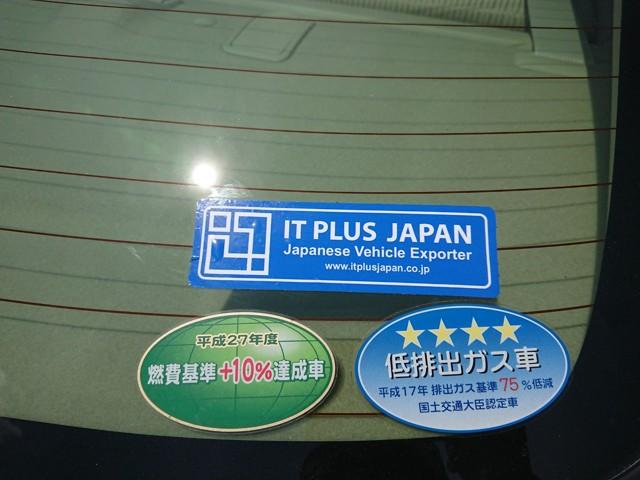 IT PLUS JAPAN
Japanese Vehicle Exporter
www.itplusjapan.co.jp
平成27年度
燃費基準+10%達成車
低排出ガス車
平成17年 排出ガス基準 75 %低減
国土交通大臣認定車